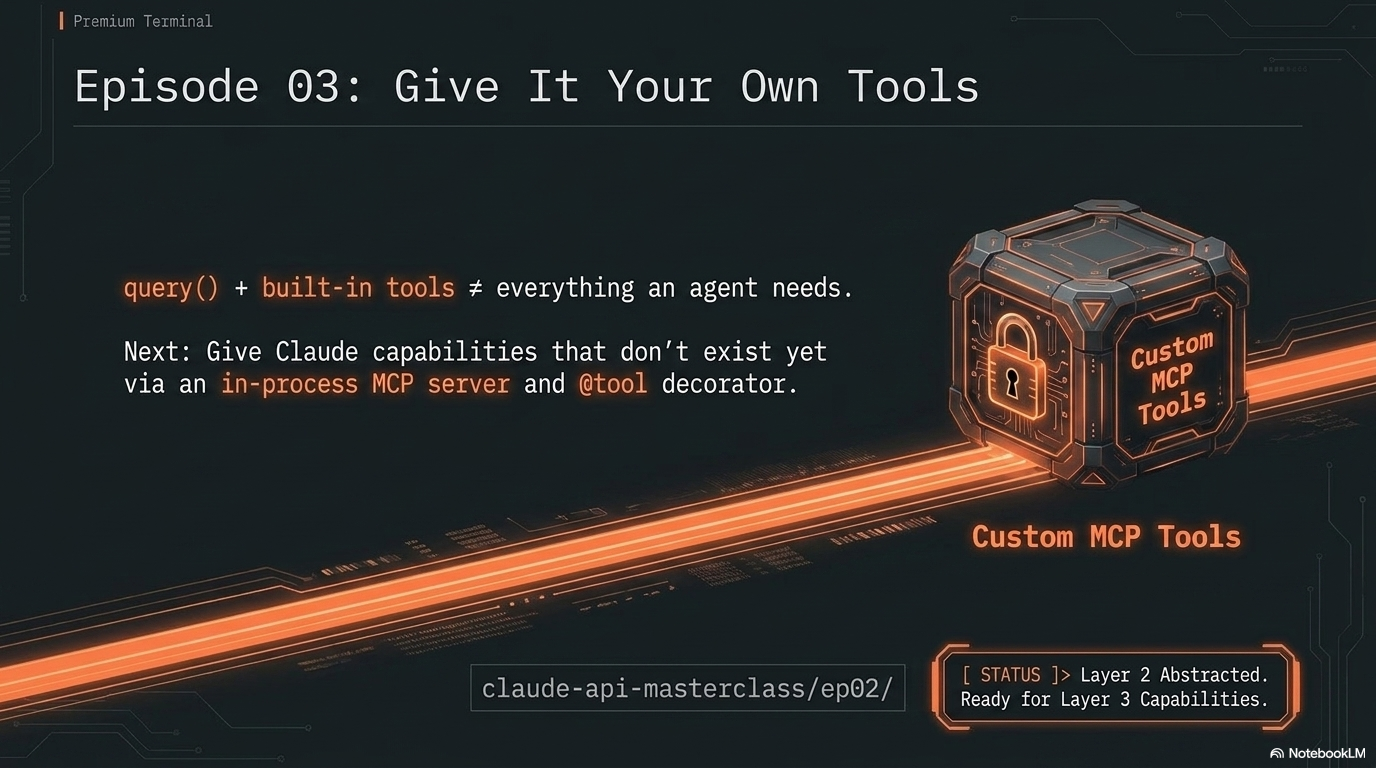 Premium Terminal
Episode 03: Give It Your Own Tools
query() + built-in tools ≠ everything an agent needs.
Next: Give Claude capabilities that don’t exist yet
via an in-process MCP server and @tool decorator.
Custom
MCP
Tools
Custom MCP Tools
claude-api-masterclass/ep02/
[ STATUS ]> Layer 2 Abstracted.
Ready for Layer 3 Capabilities.
NotebookLM